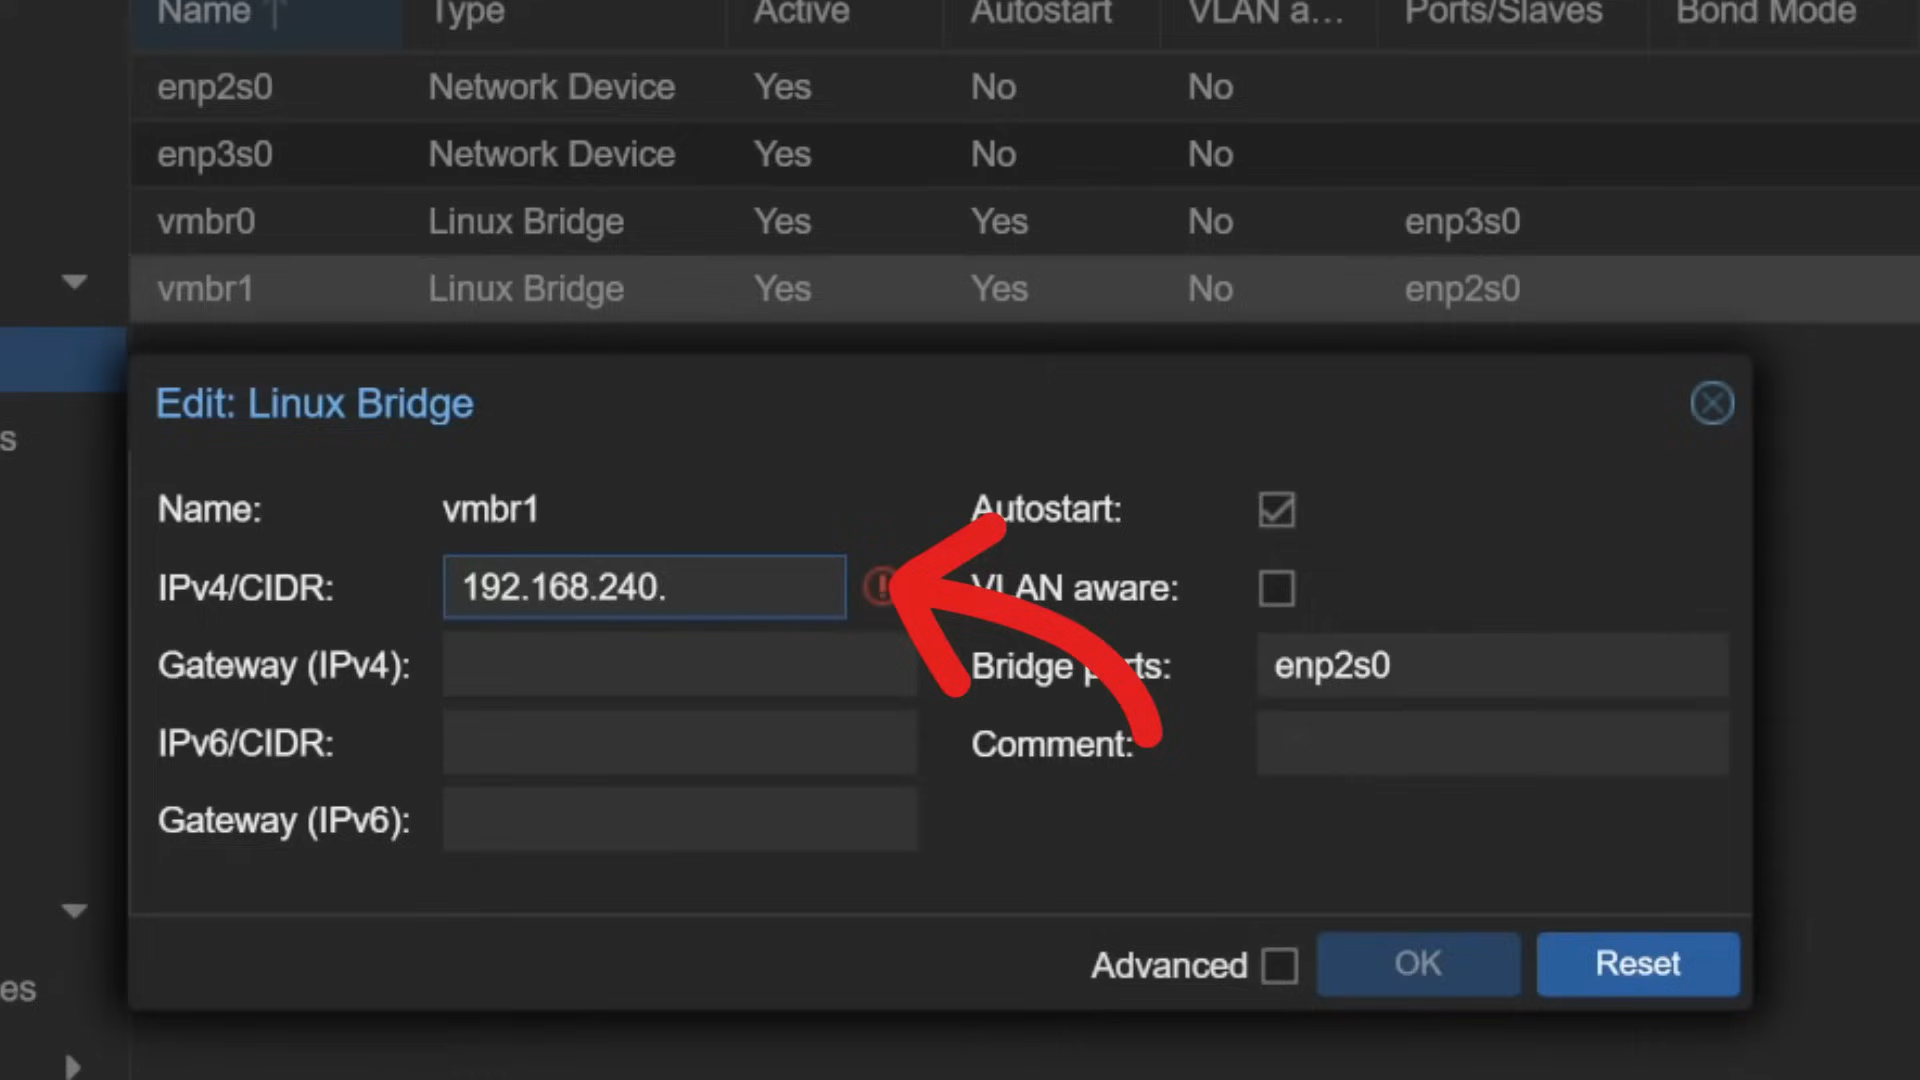 Name ↑ Type Active Autostart VLAN a... Ports/Slaves Bond Mode
enp2s0 Network Device Yes No No
enp3s0 Network Device Yes No No
vmbr0 Linux Bridge Yes Yes No enp3s0
vmbr1 Linux Bridge Yes Yes No enp2s0
Edit: Linux Bridge
s
Name: vmbr1 Autostart:
IPv4/CIDR: 192.168.240. VLAN aware:
Gateway (IPv4): Bridge ports: enp2s0
IPv6/CIDR: Comment:
Gateway (IPv6):
Advanced OK Reset
es